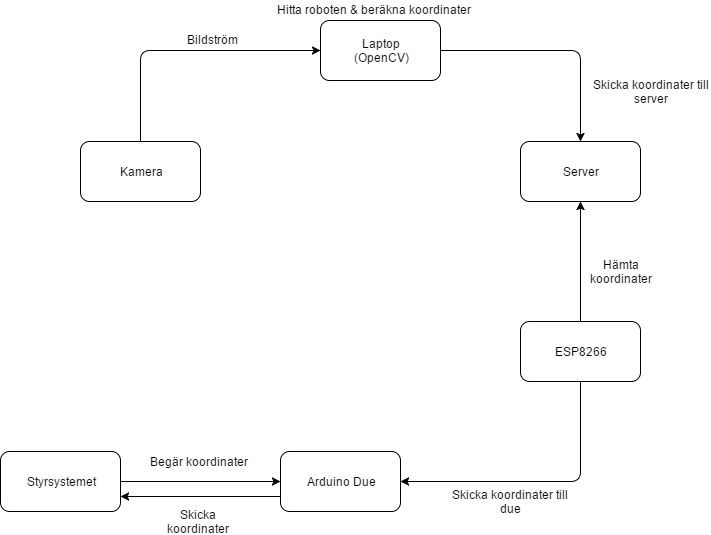 Hitta roboten & beräkna koordinater
Bildström
Laptop
(OpenCV)
Skicka koordinater till
server
Kamera
Server
Hämta
koordinater
ESP8266
Begär koordinater
Styrsystemet
Arduino Due
Skicka koordinater till
due
Skicka
koordinater